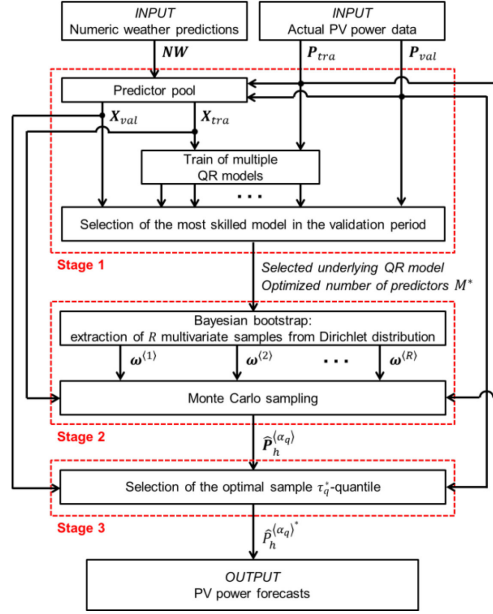 INPUT
Numeric weather predictions
INPUT
Actual PV power data
NW
P_tra
P_val
Predictor pool
X_val
X_tra
Train of multiple
QR models
...
Selection of the most skilled model in the validation period
Stage 1
Selected underlying QR model
Optimized number of predictors M*
Bayesian bootstrap:
extraction of R multivariate samples from Dirichlet distribution
ω^⟨1⟩
ω^⟨2⟩
...
ω^⟨R⟩
Monte Carlo sampling
Stage 2
P̂_h^⟨α_q⟩
Selection of the optimal sample τ*_q-quantile
Stage 3
P̂_h^⟨α_q⟩*
OUTPUT
PV power forecasts